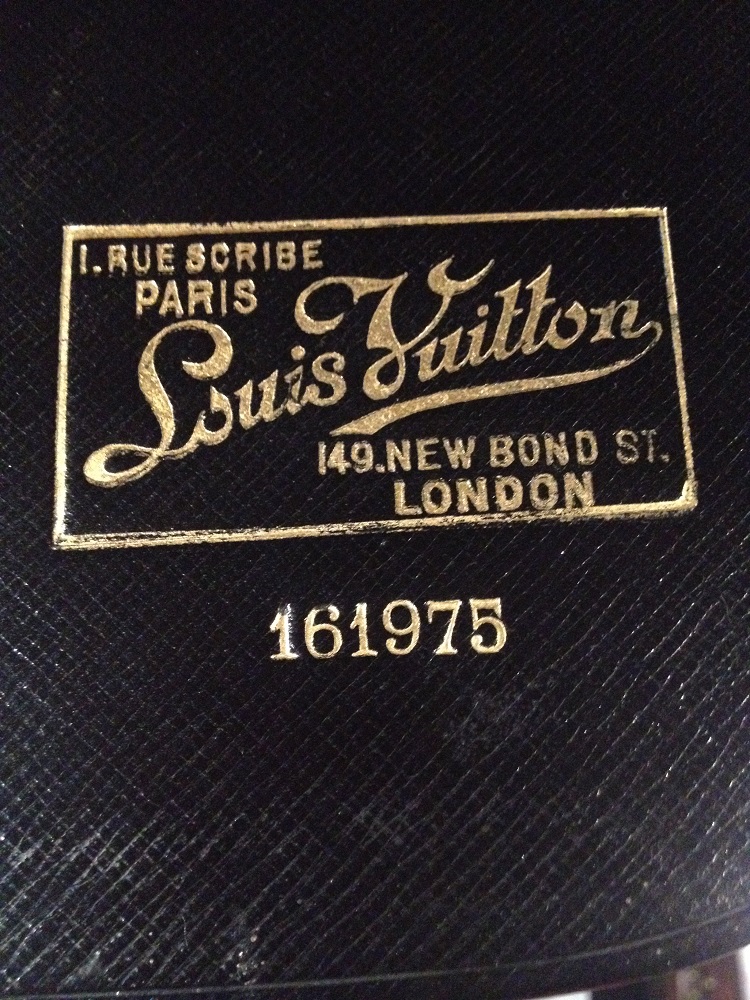 1. RUE SCRIBE
PARIS
Louis Vuitton
149. NEW BOND ST.
LONDON
161975